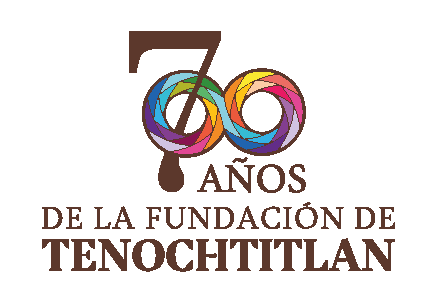 700
AÑOS
DE LA FUNDACIÓN DE
TENOCHTITLAN